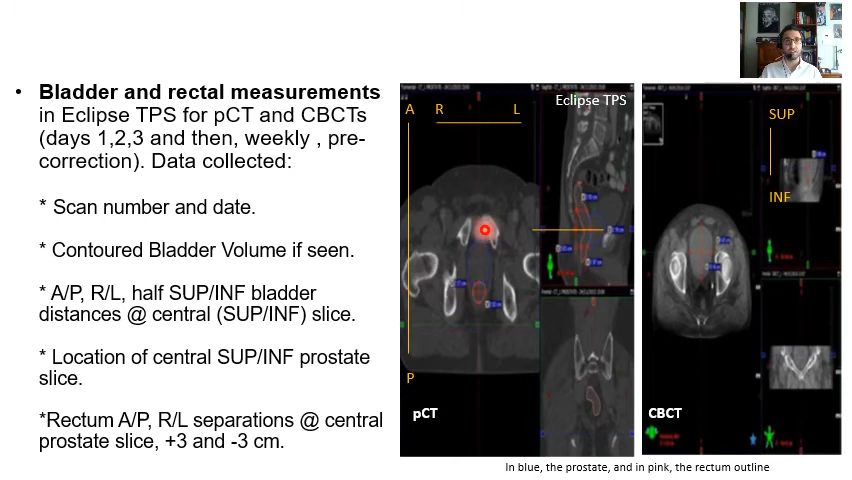 • Bladder and rectal measurements
in Eclipse TPS for pCT and CBCTs
(days 1,2,3 and then, weekly , pre-
correction). Data collected:
* Scan number and date.
* Contoured Bladder Volume if seen.
* A/P, R/L, half SUP/INF bladder
distances @ central (SUP/INF) slice.
* Location of central SUP/INF prostate
slice.
*Rectum A/P, R/L separations @ central
prostate slice, +3 and -3 cm.
A
R
L
Eclipse TPS
P
pCT
SUP
INF
CBCT
In blue, the prostate, and in pink, the rectum outline